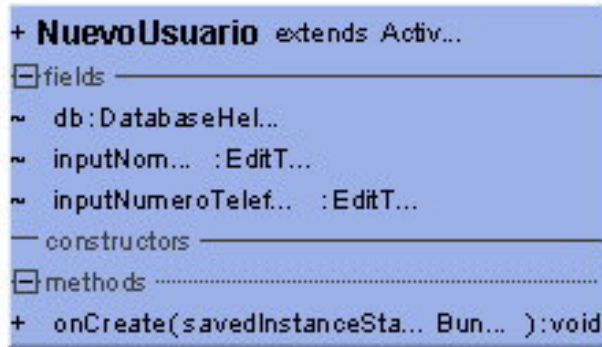 + NuevoUsuario extends Activ...
fields
~ db:DatabaseHel...
~ inputNom... :EditT...
~ inputNumeroTelef... :EditT...
constructors
methods
+ onCreate(savedInstanceSta... Bun... ):void